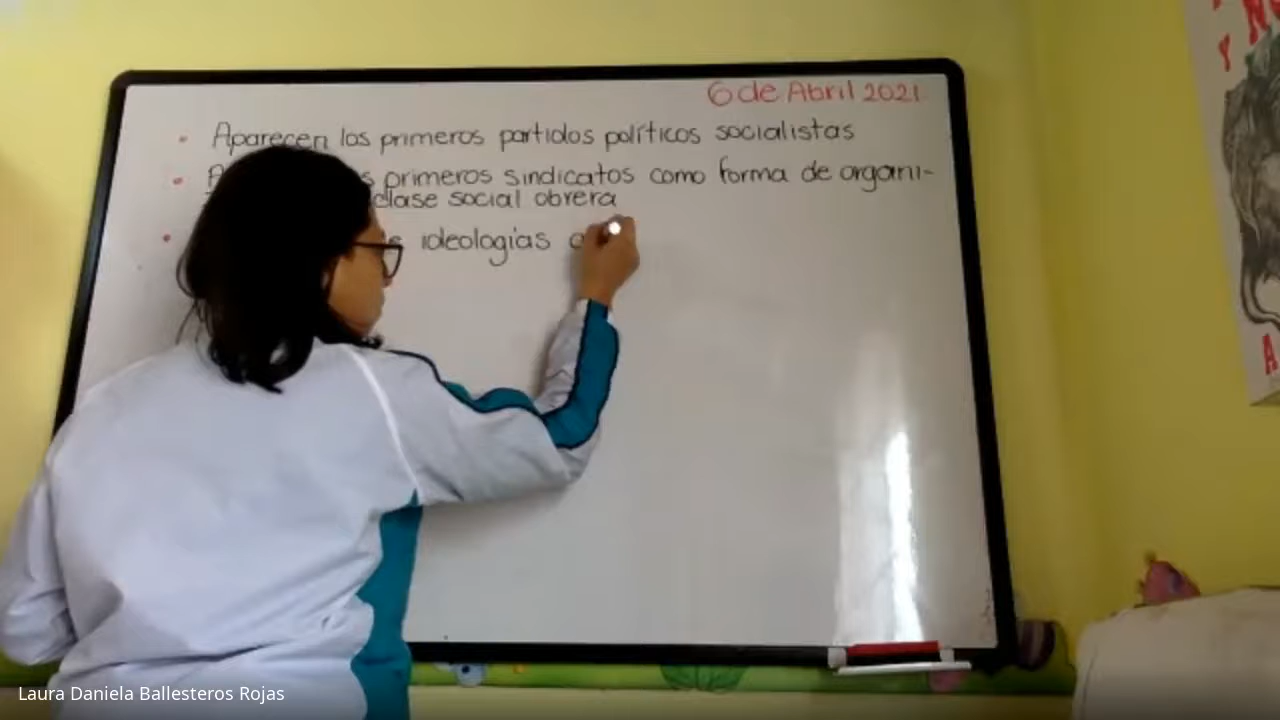 6 de Abril 2021
Aparecen los primeros partidos políticos socialistas
primeros sindicatos como forma de organi-
clase social obrera
ideologías
Y
A
Laura Daniela Ballesteros Rojas